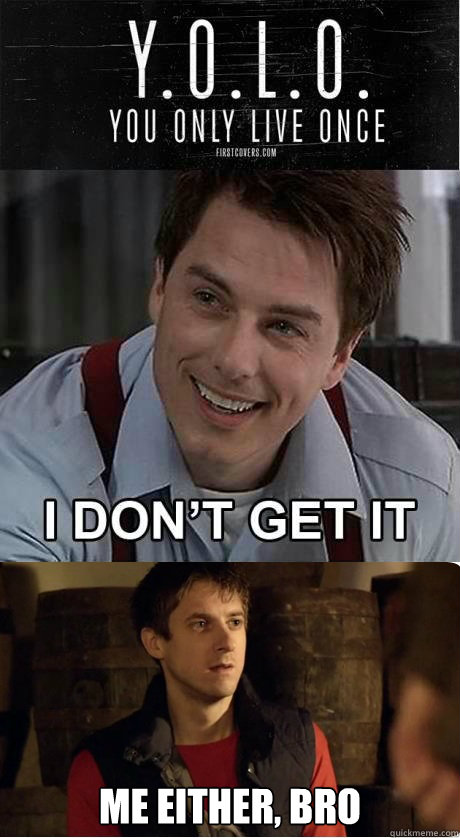 Y.O.L.O.
YOU ONLY LIVE ONCE
FIRSTCOVERS.COM
I DON'T GET IT
ME EITHER, BRO
quickmeme.com